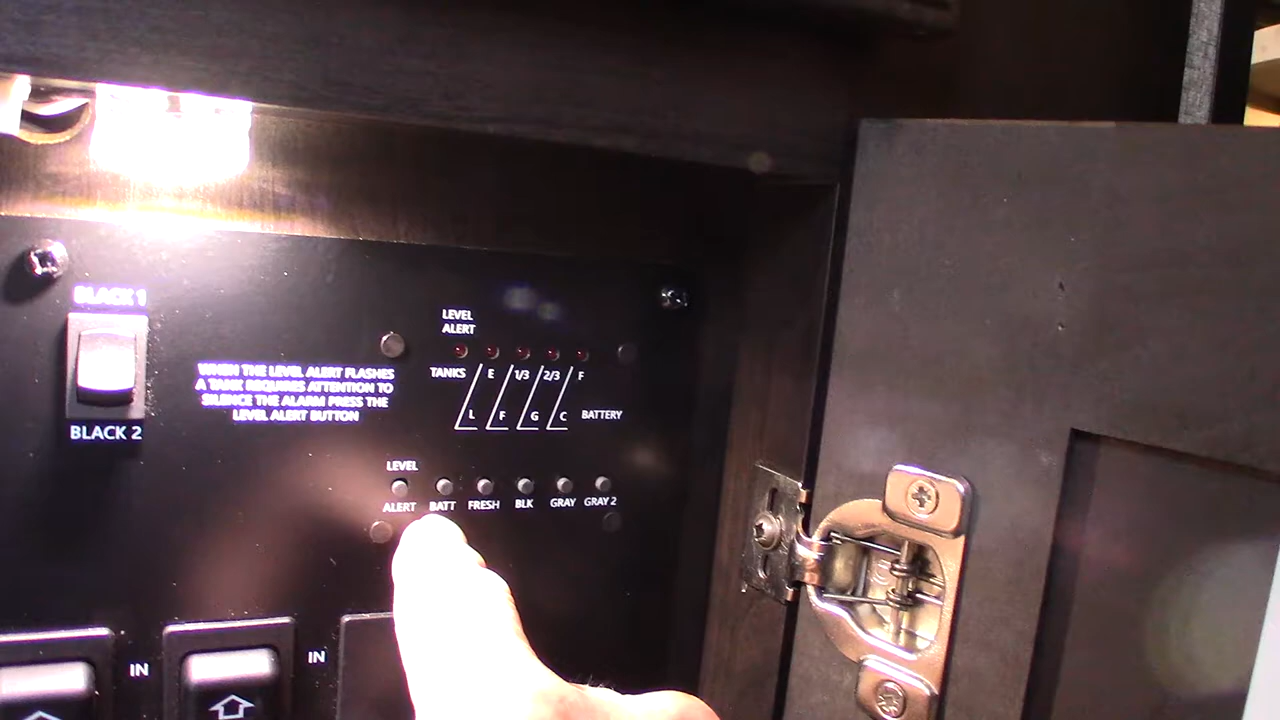 BLACK 1
BLACK 2
WHEN THE LEVEL ALERT FLASHES
A TANK REQUIRES ATTENTION TO
SILENCE THE ALARM PRESS THE
LEVEL ALERT BUTTON
LEVEL
ALERT
TANKS E 1/3 2/3 F
L F G C BATTERY
LEVEL
ALERT BATT FRESH BLK GRAY GRAY 2
IN
IN